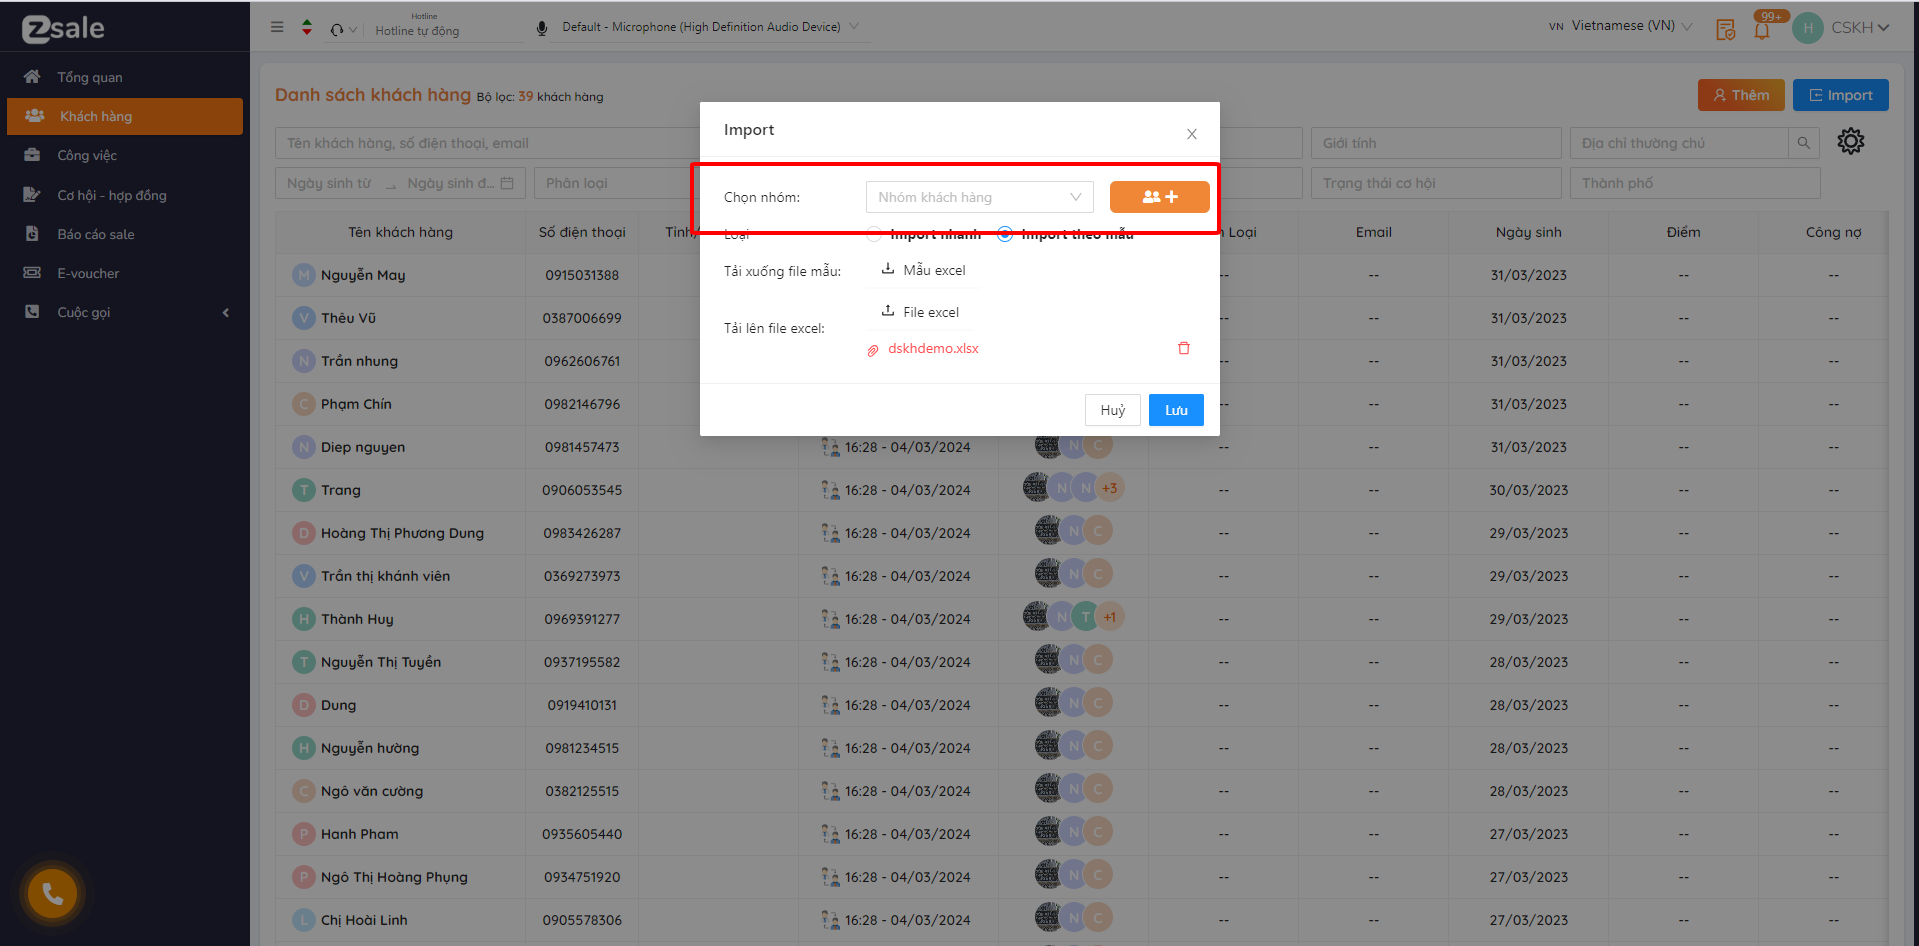 zsale
Hotline
Hotline tự động
Default - Microphone (High Definition Audio Device)
VN Vietnamese (VN)
99+
H CSKH
Tổng quan
Khách hàng
Công việc
Cơ hội - hợp đồng
Báo cáo sale
E-voucher
Cuộc gọi
Danh sách khách hàng Bộ lọc: 39 khách hàng
Thêm
Import
Tên khách hàng, số điện thoại, email
Giới tính
Địa chỉ thường chú
Ngày sinh từ
Ngày sinh đ...
Phân loại
Trạng thái cơ hội
Thành phố
Import
Chọn nhóm:
Nhóm khách hàng
Loại
Import nhanh
Import theo mẫu
Tải xuống file mẫu:
Mẫu excel
File excel
Tải lên file excel:
dskhdemo.xlsx
Huỷ
Lưu
Tên khách hàng Số điện thoại Tỉnh/ Loại Email Ngày sinh Điểm Công nợ
M Nguyễn May 0915031388 -- -- 31/03/2023 -- --
V Thêu Vũ 0387006699 -- -- 31/03/2023 -- --
N Trần nhung 0962606761 -- -- 31/03/2023 -- --
C Phạm Chín 0982146796 -- -- 31/03/2023 -- --
N Diep nguyen 0981457473 16:28 - 04/03/2024 N C -- -- 31/03/2023 -- --
T Trang 0906053545 16:28 - 04/03/2024 N N +3 -- -- 30/03/2023 -- --
D Hoàng Thị Phương Dung 0983426287 16:28 - 04/03/2024 N C -- -- 29/03/2023 -- --
V Trần thị khánh viên 0369273973 16:28 - 04/03/2024 N C -- -- 29/03/2023 -- --
H Thành Huy 0969391277 16:28 - 04/03/2024 N T +1 -- -- 29/03/2023 -- --
T Nguyễn Thị Tuyền 0937195582 16:28 - 04/03/2024 N C -- -- 28/03/2023 -- --
D Dung 0919410131 16:28 - 04/03/2024 N C -- -- 28/03/2023 -- --
H Nguyễn hường 0981234515 16:28 - 04/03/2024 N C -- -- 28/03/2023 -- --
C Ngô văn cường 0382125515 16:28 - 04/03/2024 N C -- -- 28/03/2023 -- --
P Hanh Pham 0935605440 16:28 - 04/03/2024 N C -- -- 27/03/2023 -- --
P Ngô Thị Hoàng Phụng 0934751920 16:28 - 04/03/2024 N C -- -- 27/03/2023 -- --
L Chị Hoài Linh 0905578306 16:28 - 04/03/2024 N C -- -- 27/03/2023 -- --